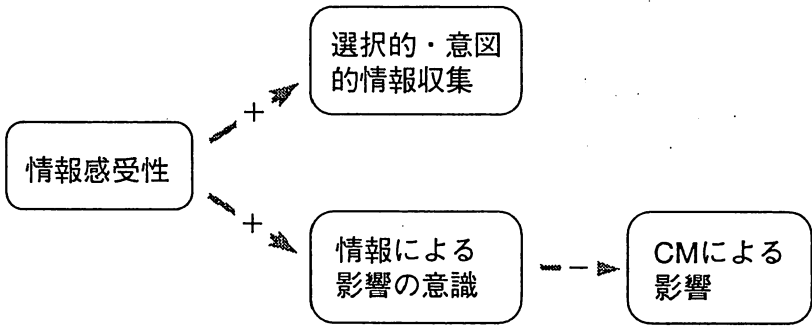 選択的・意図
的情報収集
+
情報感受性
+
情報による
影響の意識
−
CMによる
影響